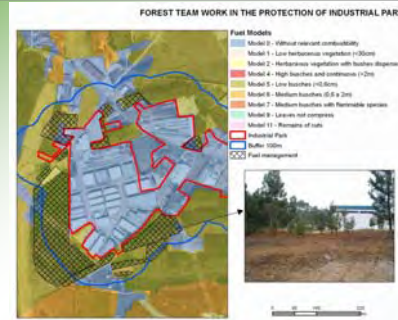 FOREST TEAM WORK IN THE PROTECTION OF INDUSTRIAL PAR
Fuel Models
Model 0 - Without relevant combustibility
Model 1 - Low herbaceous vegetation (<30cm)
Model 2 - Herbaceous vegetation with bushes disperse
Model 4 - High bushes and continuous (>2m)
Model 5 - Low bushes (<0,6m)
Model 6 - Medium busches (0,6 a 2m)
Model 7 - Medium bushes with flammable species
Model 8 - Leaves not compress
Model 11 - Remains of cuts
Industrial Park
Buffer 100m
Fuel management